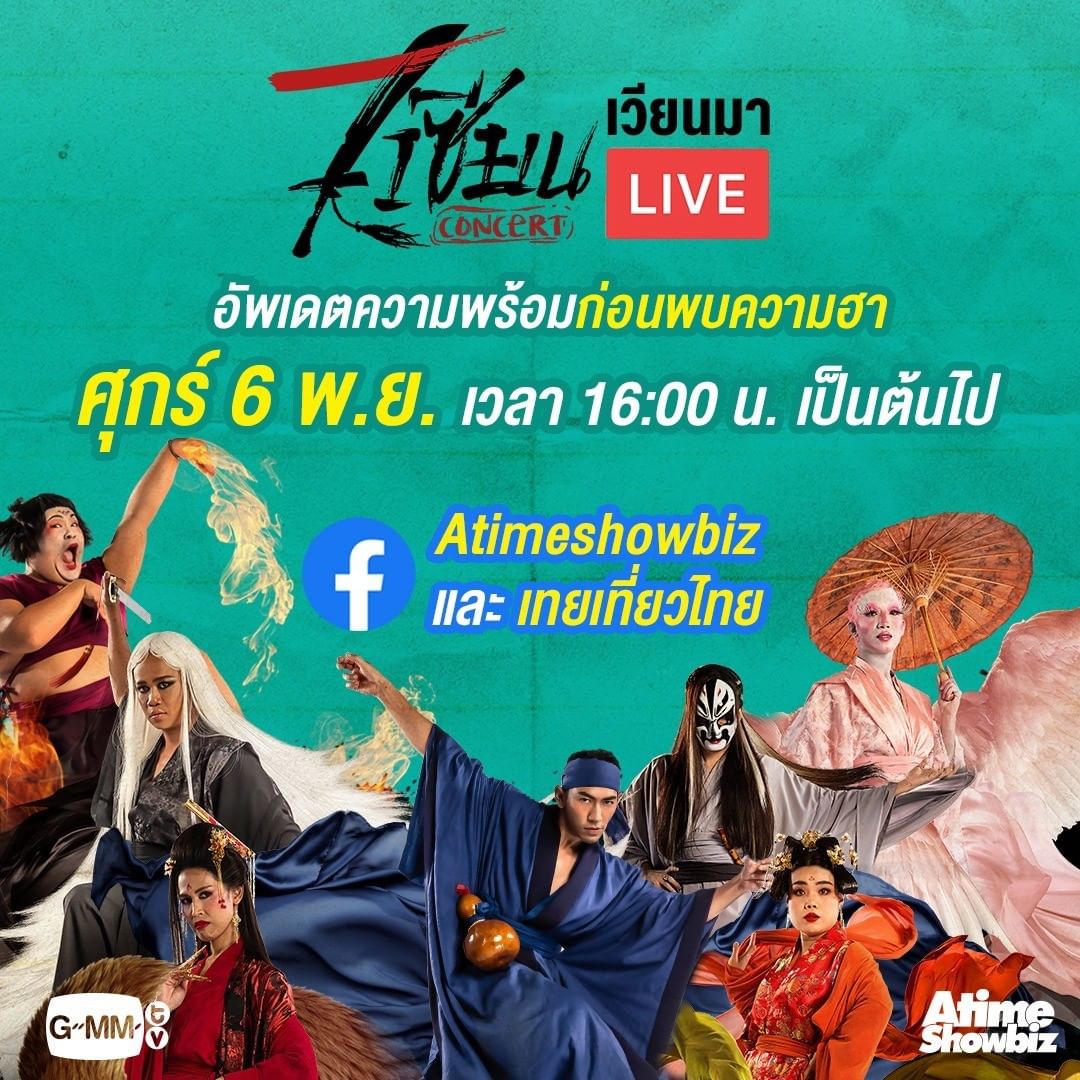 7 เซียน
CONCERT
เวียนมา
LIVE
อัพเดตความพร้อมก่อนพบความฮา
ศุกร์ 6 พ.ย. เวลา 16:00 น. เป็นต้นไป
f
Atimeshowbiz
และ เทยเที่ยวไทย
GMM
tv
Atime
Showbiz